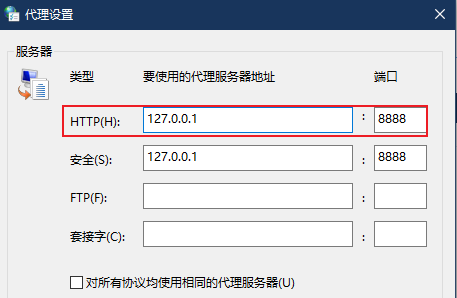 代理设置
服务器
类型 要使用的代理服务器地址 端口
HTTP(H): 127.0.0.1 : 8888
安全(S): 127.0.0.1 : 8888
FTP(F): :
套接字(C): :
对所有协议均使用相同的代理服务器(U)